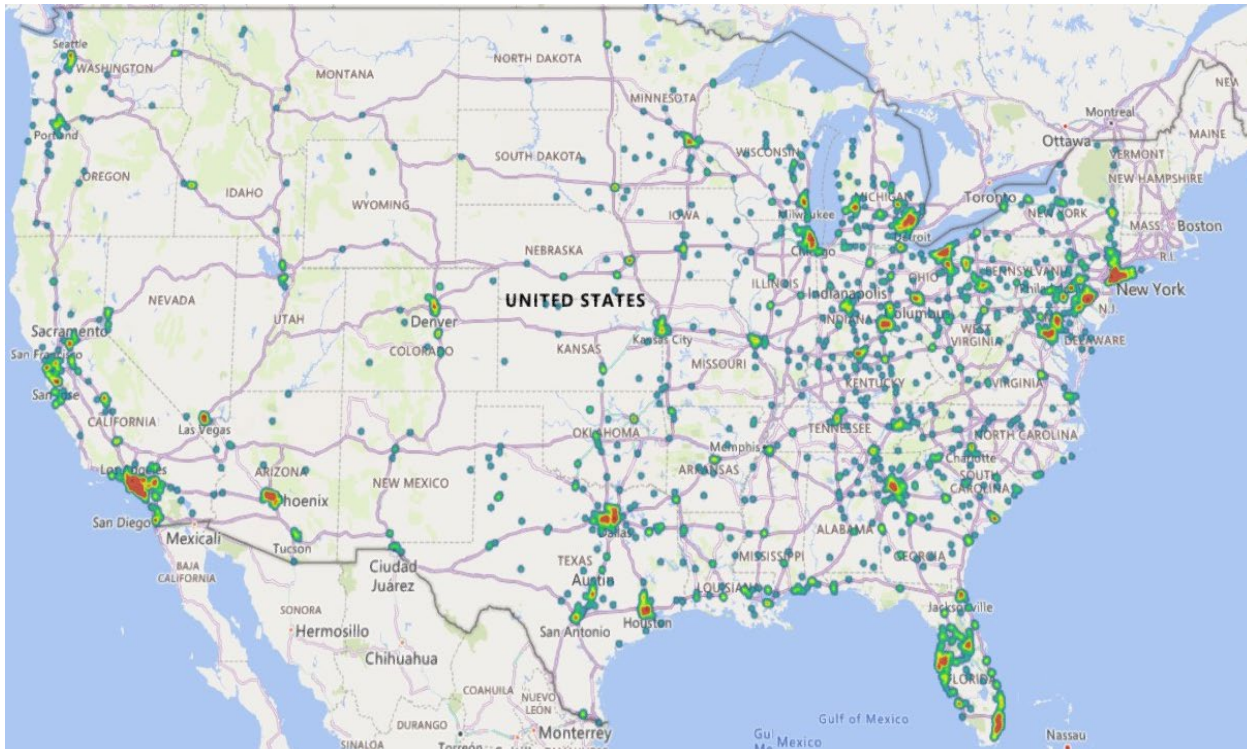 Seattle
WASHINGTON
MONTANA
NORTH DAKOTA
MINNESOTA
Montreal
Ottawa
NEW
MAINE
Portland
OREGON
IDAHO
SOUTH DAKOTA
WISCONSIN
MICHIGAN
Toronto
VERMONT
NEW HAMPSHIRE
WYOMING
IOWA
Milwaukee
Detroit
NEW YORK
MASS.
Boston
R.I.
NEBRASKA
Chicago
NEVADA
UTAH
UNITED STATES
ILLINOIS
Indianapolis
INDIANA
OHIO
Columbus
PENNSYLVANIA
New York
N.J.
Sacramento
San Francisco
San Jose
Denver
COLORADO
KANSAS
Kansas City
MISSOURI
WEST
VIRGINIA
DELAWARE
KENTUCKY
VIRGINIA
CALIFORNIA
Las Vegas
OKLAHOMA
TENNESSEE
NORTH CAROLINA
Los Angeles
ARIZONA
Phoenix
NEW MEXICO
ARKANSAS
Memphis
Charlotte
SOUTH
CAROLINA
San Diego
Mexicali
Tucson
Dallas
MISSISSIPPI
ALABAMA
GEORGIA
BAJA
CALIFORNIA
Ciudad
Juárez
TEXAS
Austin
LOUISIANA
Jacksonville
SONORA
Hermosillo
San Antonio
Houston
Chihuahua
FLORIDA
COAHUILA
NUEVO
LEÓN
Gulf of Mexico
DURANGO
Monterrey
Mexico
Nassau
SINALOA
Torreón